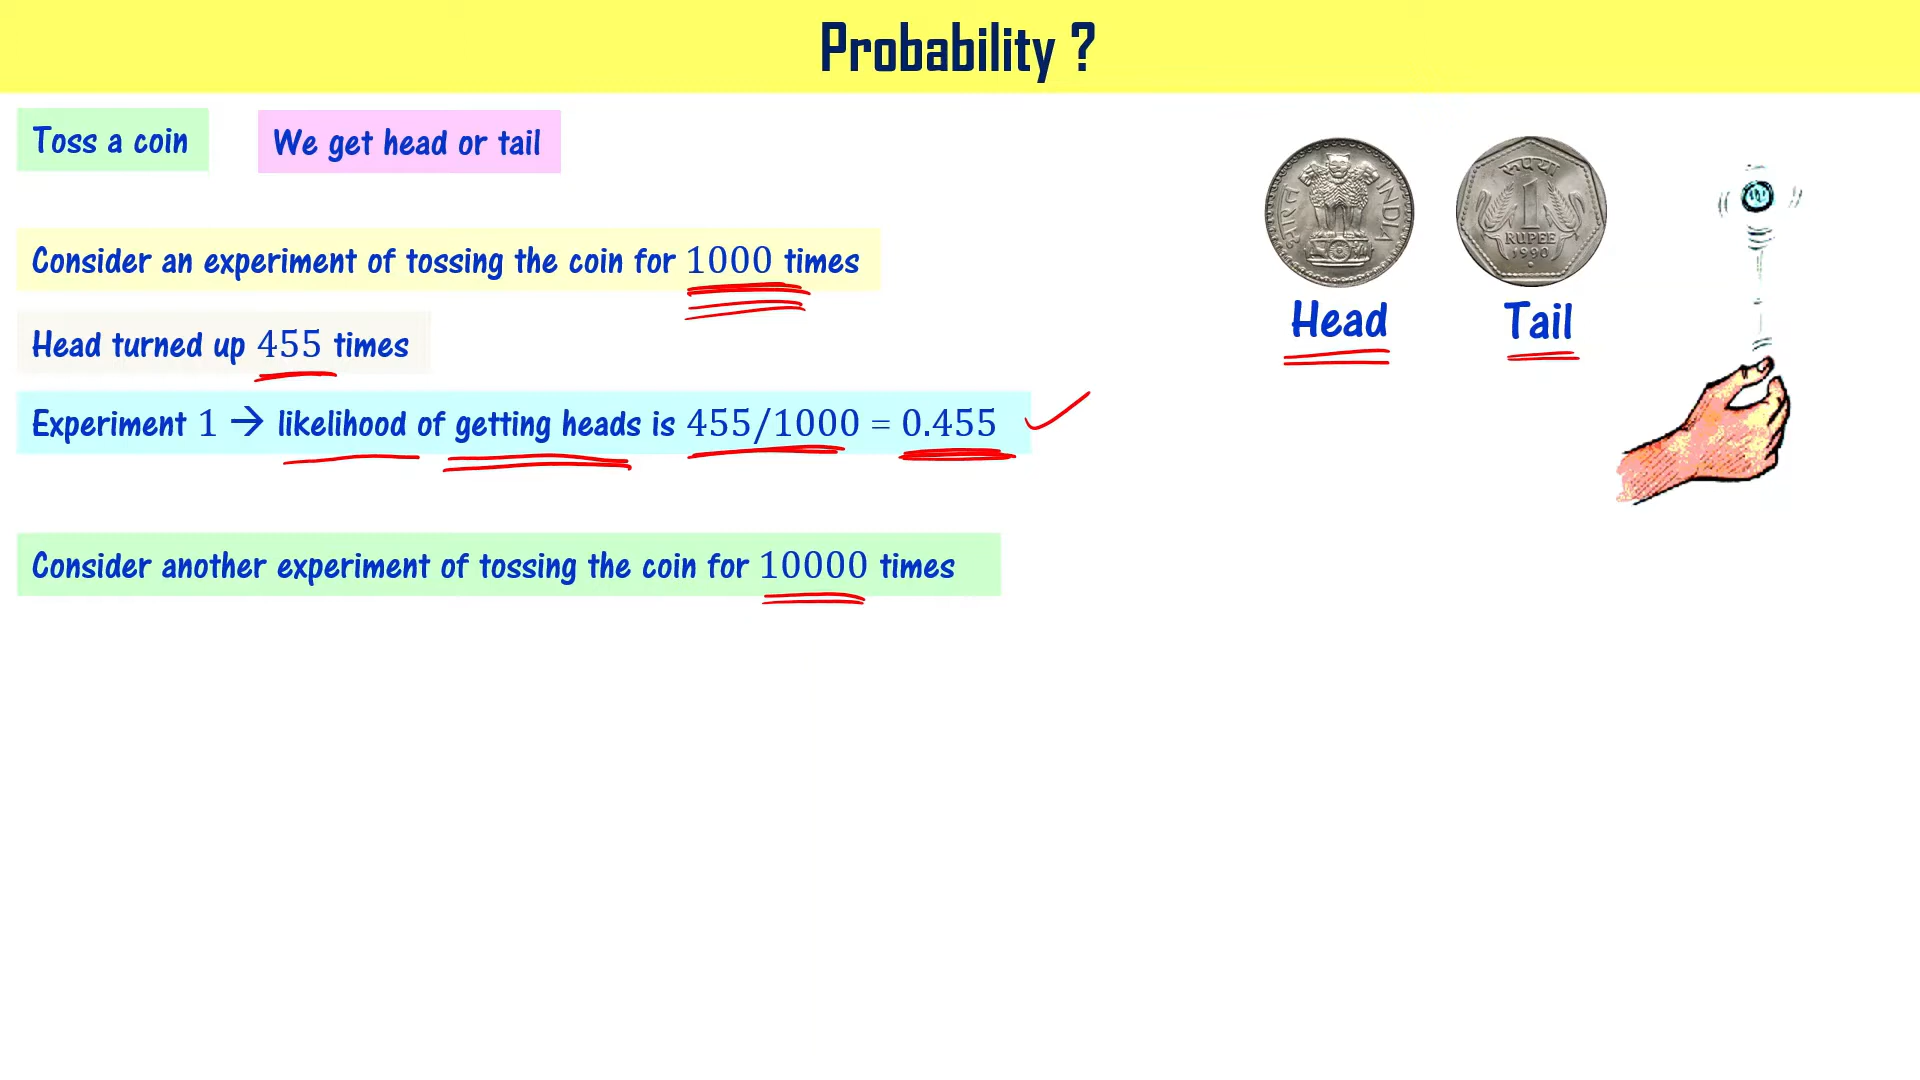 Probability ?
Toss a coin
We get head or tail
Consider an experiment of tossing the coin for 1000 times
Head turned up 455 times
Experiment 1 → likelihood of getting heads is 455/1000 = 0.455
Consider another experiment of tossing the coin for 10000 times
भारत
INDIA
रूपया
1
RUPEE
1990
Head
Tail